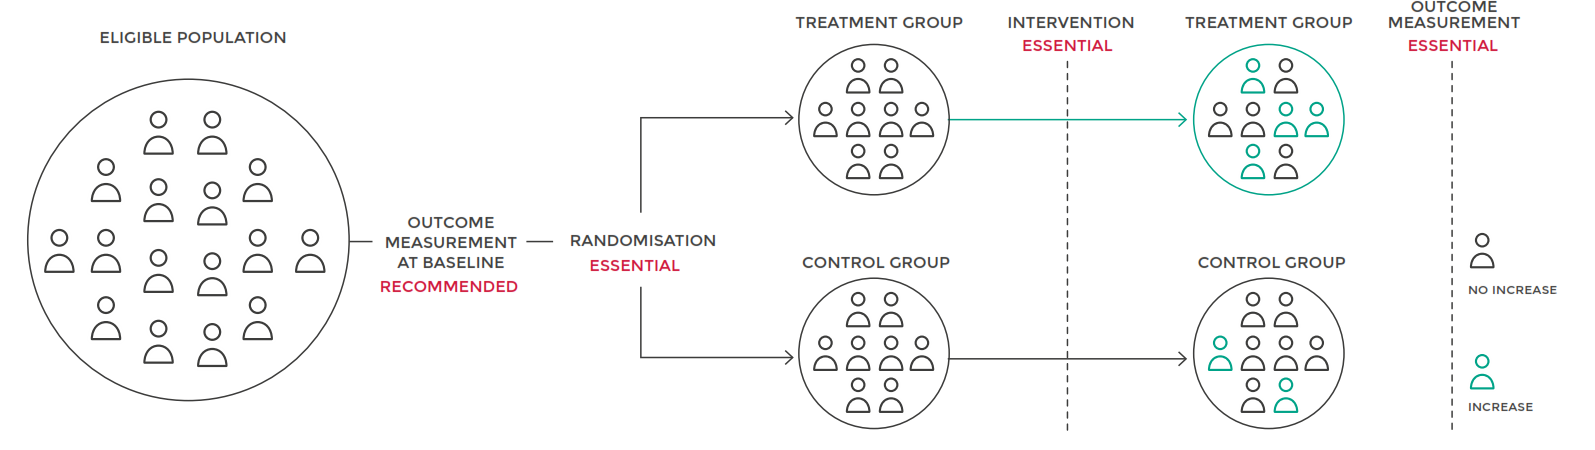 ELIGIBLE POPULATION
OUTCOME
MEASUREMENT
AT BASELINE
RECOMMENDED
RANDOMISATION
ESSENTIAL
TREATMENT GROUP
CONTROL GROUP
INTERVENTION
ESSENTIAL
TREATMENT GROUP
CONTROL GROUP
OUTCOME
MEASUREMENT
ESSENTIAL
NO INCREASE
INCREASE